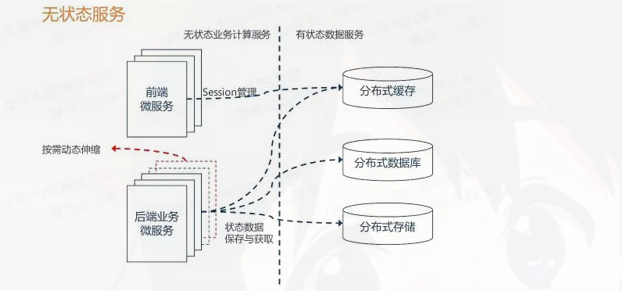 无状态服务
无状态业务计算服务
有状态数据服务
前端
微服务
Session管理
分布式缓存
按需动态伸缩
分布式数据库
后端业务
微服务
状态数据
保存与获取
分布式存储